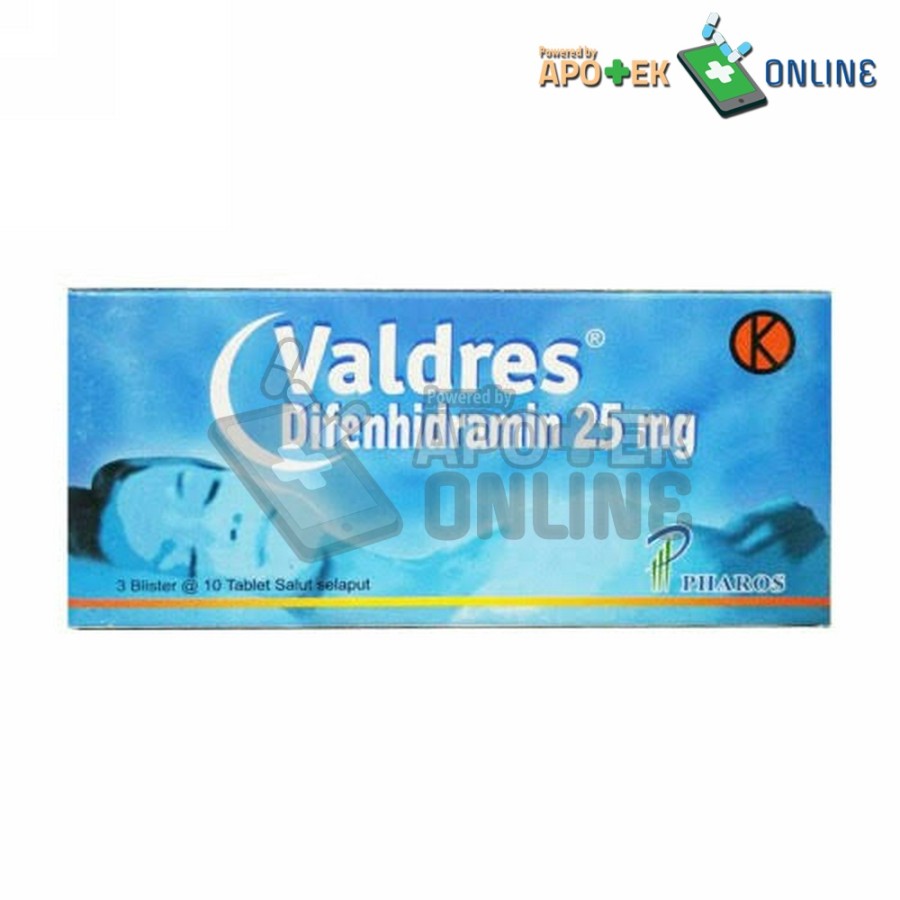 Powered by
APOTEK ONLINE
Valdres®
Difenhidramin 25 mg
K
Powered by
APOTEK
ONLINE
PHAROS
3 Blister @ 10 Tablet Salut selaput